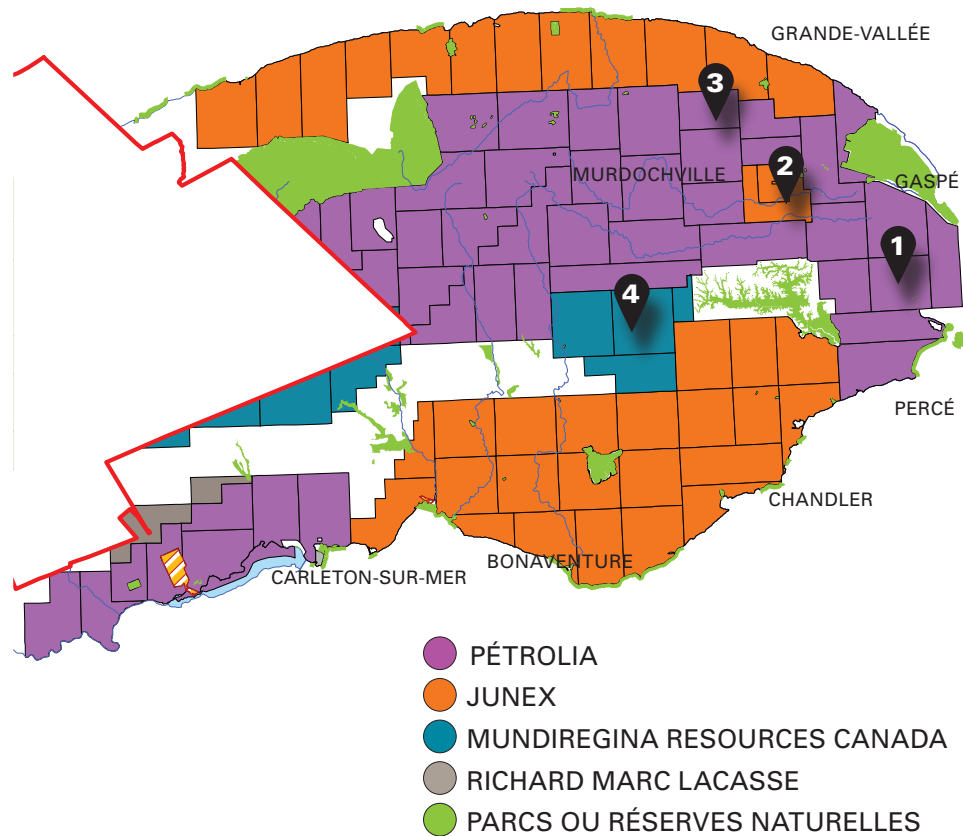 GRANDE-VALLÉE
3
2
MURDOCHVILLE
GASPÉ
1
4
PERCÉ
CHANDLER
BONAVENTURE
CARLETON-SUR-MER
PÉTROLIA
JUNEX
MUNDIREGINA RESOURCES CANADA
RICHARD MARC LACASSE
PARCS OU RÉSERVES NATURELLES